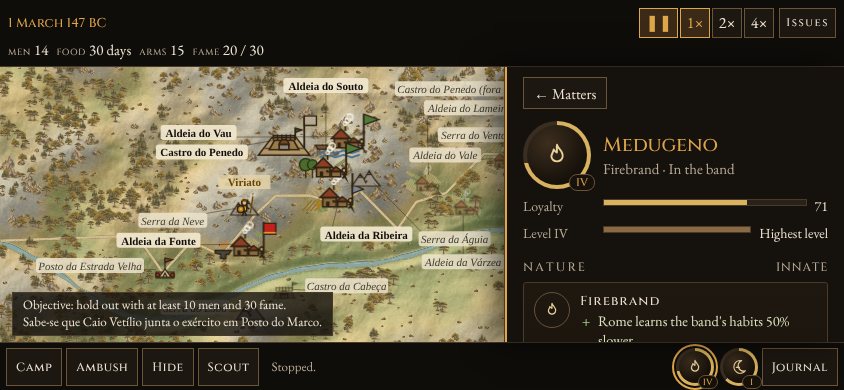 1 March 147 BC
MEN 14 FOOD 30 days ARMS 15 FAME 20 / 30
❚❚ 1× 2× 4× Issues
Aldeia do Souto
Castro do Penedo (fora
Aldeia do Lamei
Aldeia do Vau
Serra do Vento
Castro do Penedo
Aldeia do Vale
Viriato
Serra da Neve
Aldeia da Fonte
Aldeia da Ribeira
Serra da Águia
Posto da Estrada Velha
Aldeia da Várzea
Castro da Cabeça
Objective: hold out with at least 10 men and 30 fame.
Sabe-se que Caio Vetílio junta o exército em Posto do Marco.
← Matters
Medugeno
Firebrand · In the band
IV
Loyalty 71
Level IV Highest level
NATURE INNATE
Firebrand
+ Rome learns the band's habits 50%
slower
Camp Ambush Hide Scout Stopped.
IV I Journal